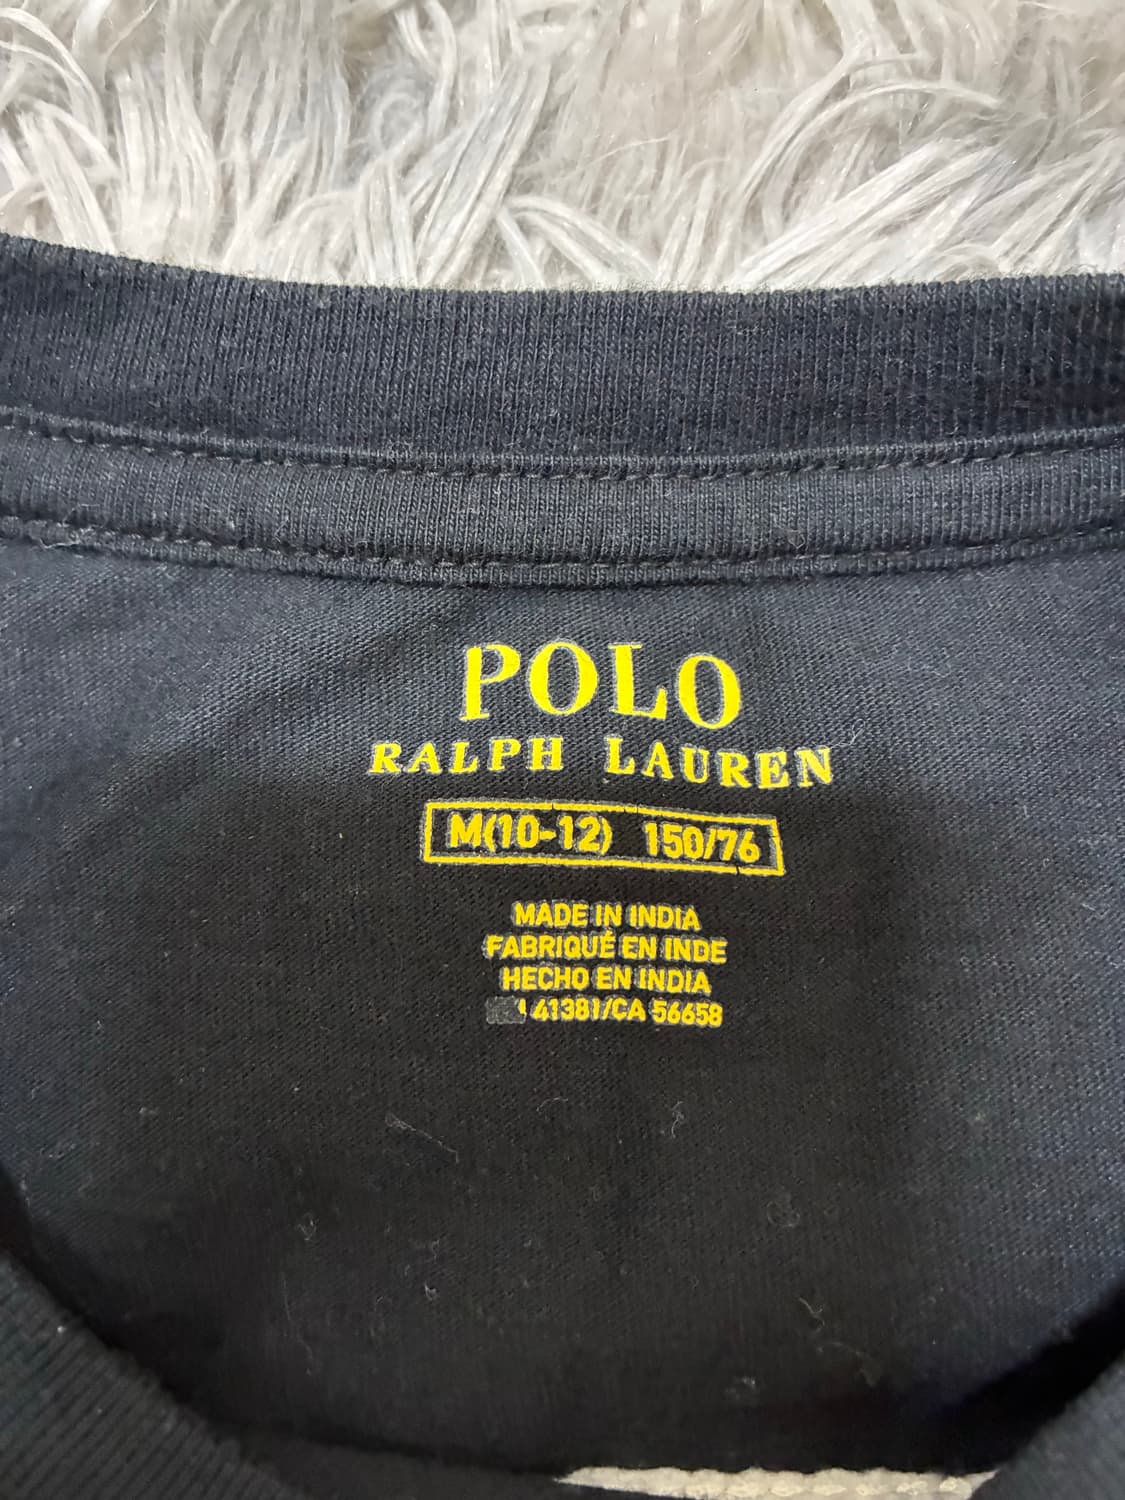 POLO
RALPH LAUREN
M(10-12) 150/76
MADE IN INDIA
FABRIQUÉ EN INDE
HECHO EN INDIA
41381/CA 56658